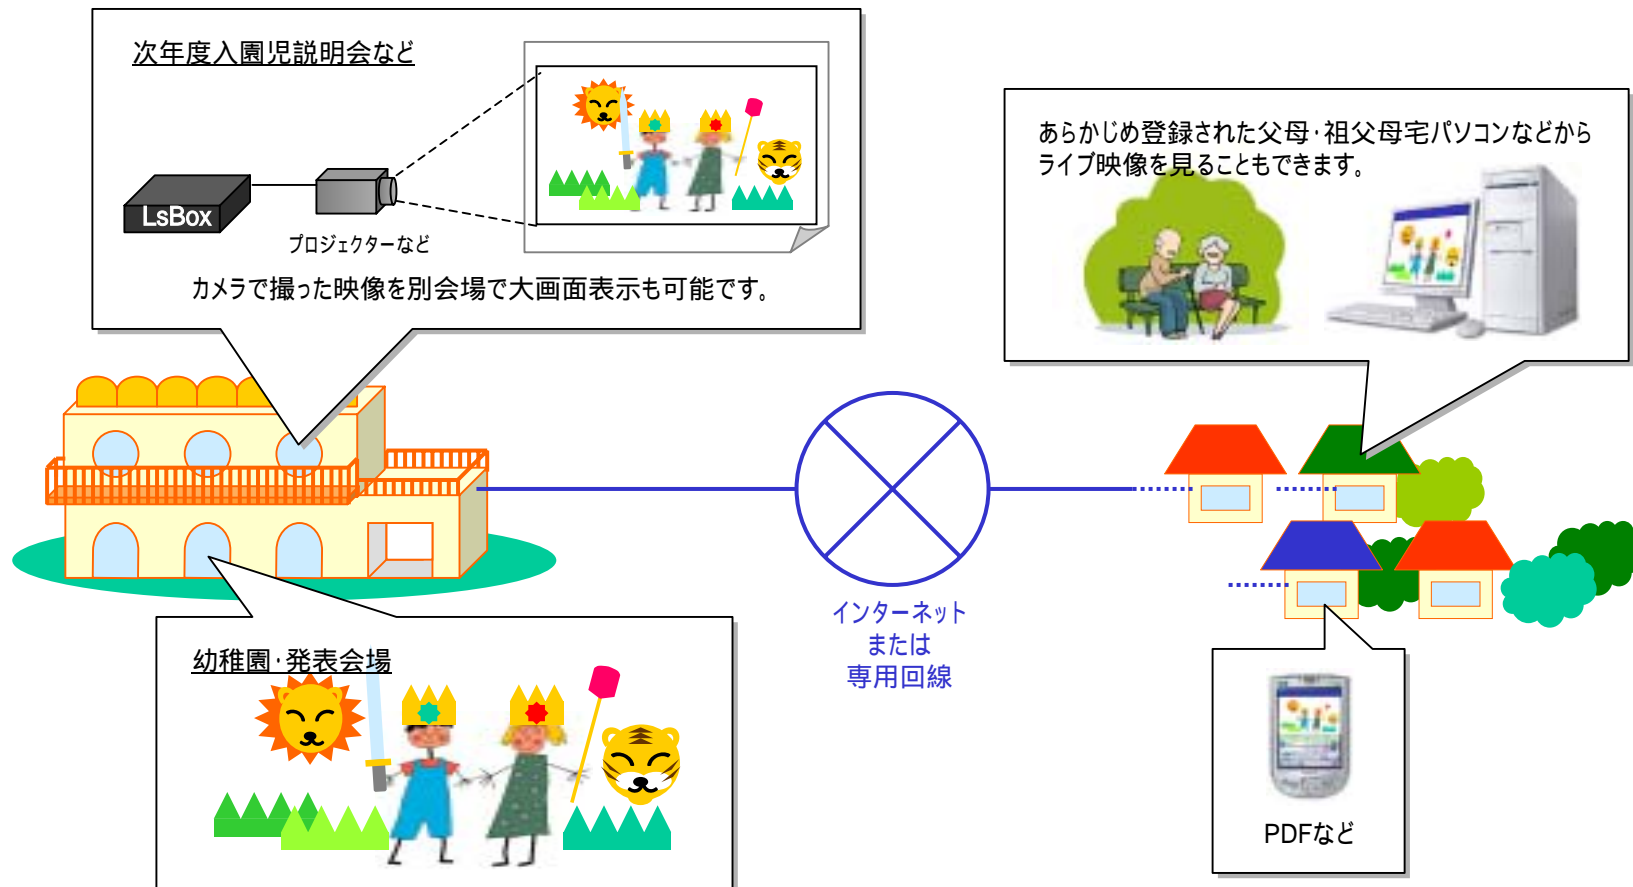 次年度入園児説明会など
LsBox
プロジェクターなど
カメラで撮った映像を別会場で大画面表示も可能です。
あらかじめ登録された父母・祖父母宅パソコンなどから
ライブ映像を見ることもできます。
インターネット
または
専用回線
幼稚園・発表会場
PDFなど